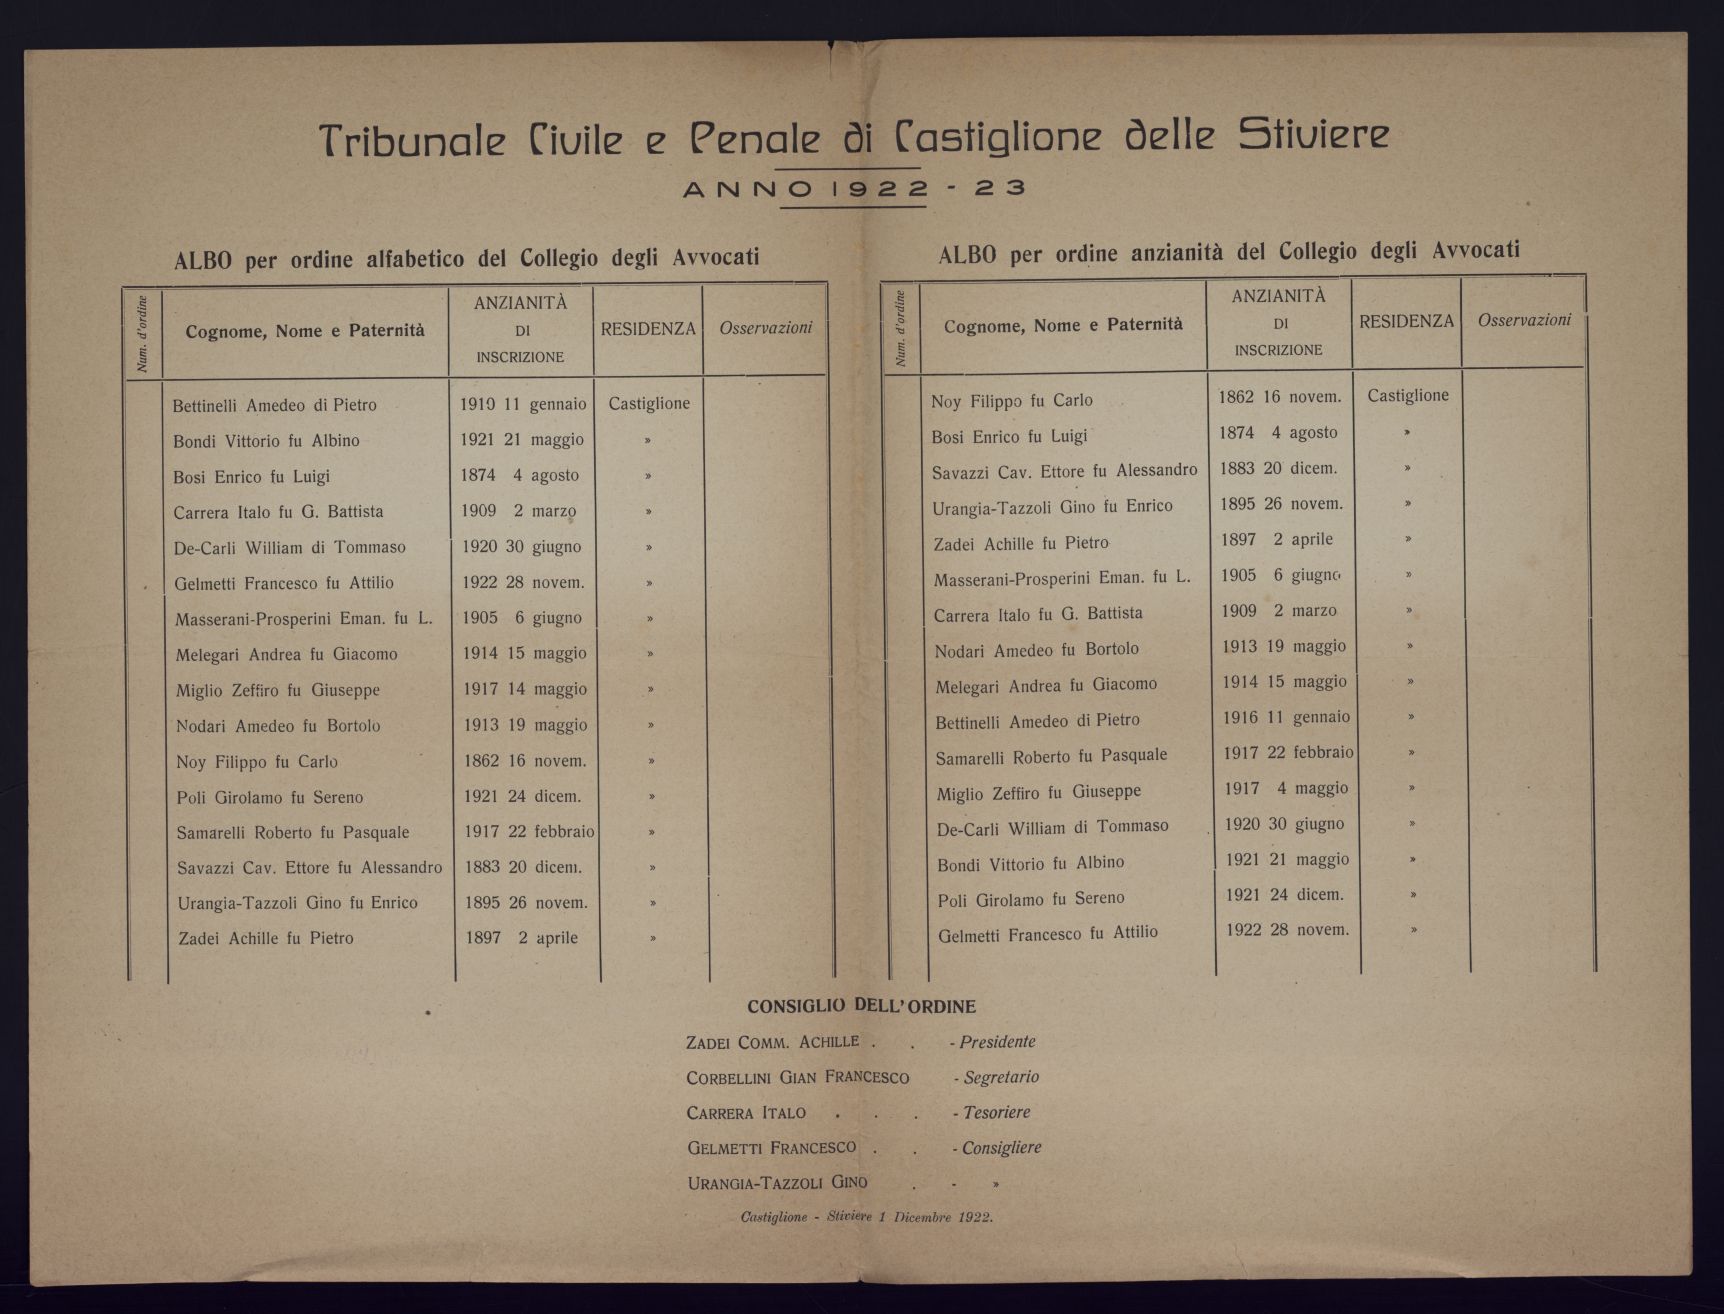 Tribunale Civile e Penale di Castiglione delle Stiviere
ANNO 1922 - 23
ALBO per ordine alfabetico del Collegio degli Avvocati
Num. d'ordine | Cognome, Nome e Paternità | ANZIANITÀ DI INSCRIZIONE | RESIDENZA | Osservazioni
Bettinelli Amedeo di Pietro 1910 11 gennaio Castiglione
Bondi Vittorio fu Albino 1921 21 maggio »
Bosi Enrico fu Luigi 1874 4 agosto »
Carrera Italo fu G. Battista 1909 2 marzo »
De-Carli William di Tommaso 1920 30 giugno »
Gelmetti Francesco fu Attilio 1922 28 novem. »
Masserani-Prosperini Eman. fu L. 1905 6 giugno »
Melegari Andrea fu Giacomo 1914 15 maggio »
Miglio Zeffiro fu Giuseppe 1917 14 maggio »
Nodari Amedeo fu Bortolo 1913 19 maggio »
Noy Filippo fu Carlo 1862 16 novem. »
Poli Girolamo fu Sereno 1921 24 dicem. »
Samarelli Roberto fu Pasquale 1917 22 febbraio »
Savazzi Cav. Ettore fu Alessandro 1883 20 dicem. »
Urangia-Tazzoli Gino fu Enrico 1895 26 novem. »
Zadei Achille fu Pietro 1897 2 aprile »
ALBO per ordine anzianità del Collegio degli Avvocati
Num. d'ordine | Cognome, Nome e Paternità | ANZIANITÀ DI INSCRIZIONE | RESIDENZA | Osservazioni
Noy Filippo fu Carlo 1862 16 novem. Castiglione
Bosi Enrico fu Luigi 1874 4 agosto »
Savazzi Cav. Ettore fu Alessandro 1883 20 dicem. »
Urangia-Tazzoli Gino fu Enrico 1895 26 novem. »
Zadei Achille fu Pietro 1897 2 aprile »
Masserani-Prosperini Eman. fu L. 1905 6 giugno »
Carrera Italo fu G. Battista 1909 2 marzo »
Nodari Amedeo fu Bortolo 1913 19 maggio »
Melegari Andrea fu Giacomo 1914 15 maggio »
Bettinelli Amedeo di Pietro 1916 11 gennaio »
Samarelli Roberto fu Pasquale 1917 22 febbraio »
Miglio Zeffiro fu Giuseppe 1917 4 maggio »
De-Carli William di Tommaso 1920 30 giugno »
Bondi Vittorio fu Albino 1921 21 maggio »
Poli Girolamo fu Sereno 1921 24 dicem. »
Gelmetti Francesco fu Attilio 1922 28 novem. »
CONSIGLIO DELL'ORDINE
ZADEI COMM. ACHILLE . . - Presidente
CORBELLINI GIAN FRANCESCO - Segretario
CARRERA ITALO . . . - Tesoriere
GELMETTI FRANCESCO . . - Consigliere
URANGIA-TAZZOLI GINO . - »
Castiglione - Stiviere 1 Dicembre 1922.